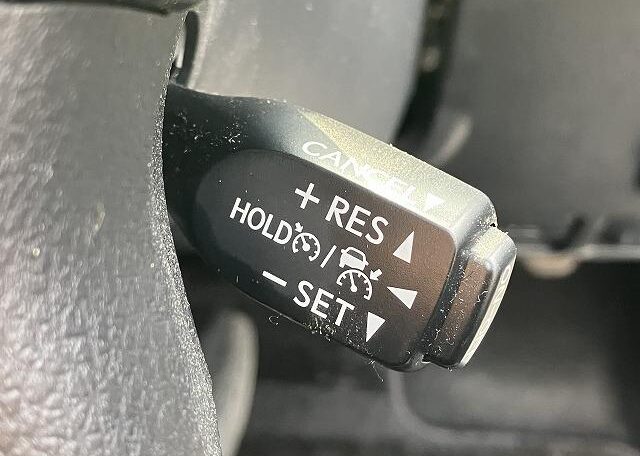 CANCEL ▼
+ RES ▲
HOLD /
− SET ▼